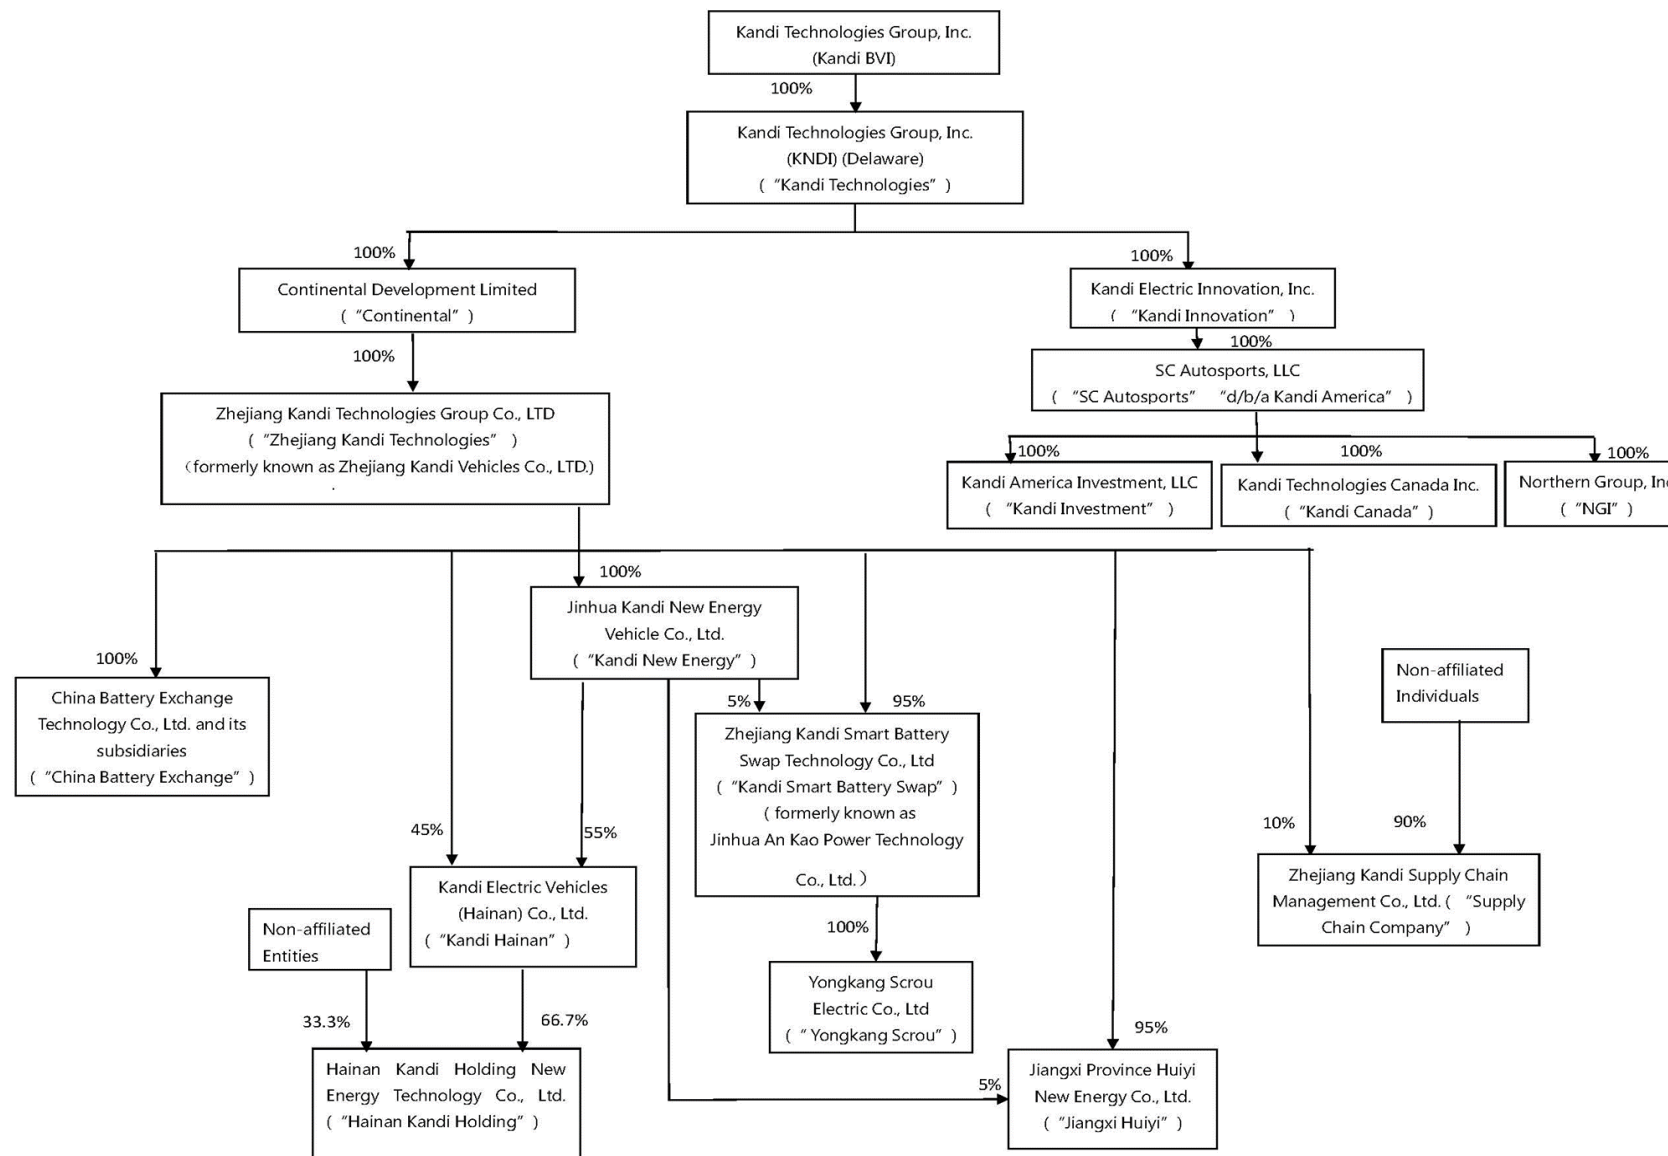 Kandi Technologies Group, Inc.
(Kandi BVI)
100%
Kandi Technologies Group, Inc.
(KNDI) (Delaware)
( “Kandi Technologies” )
100%
100%
Continental Development Limited
( “Continental” )
Kandi Electric Innovation, Inc.
( “Kandi Innovation” )
100%
100%
SC Autosports, LLC
( “SC Autosports” “d/b/a Kandi America” )
Zhejiang Kandi Technologies Group Co., LTD
( “Zhejiang Kandi Technologies” )
(formerly known as Zhejiang Kandi Vehicles Co., LTD.)
.
100%
100%
100%
Kandi America Investment, LLC
( “Kandi Investment” )
Kandi Technologies Canada Inc.
( “Kandi Canada” )
Northern Group, Inc
( “NGI” )
100%
Jinhua Kandi New Energy
Vehicle Co., Ltd.
( “Kandi New Energy” )
100%
China Battery Exchange
Technology Co., Ltd. and its
subsidiaries
( “China Battery Exchange” )
5%
95%
Zhejiang Kandi Smart Battery
Swap Technology Co., Ltd
( “Kandi Smart Battery Swap” )
( formerly known as
Jinhua An Kao Power Technology
Co., Ltd. )
Non-affiliated
Individuals
45%
55%
10%
90%
Kandi Electric Vehicles
(Hainan) Co., Ltd.
( “Kandi Hainan” )
Zhejiang Kandi Supply Chain
Management Co., Ltd. ( “Supply
Chain Company” )
Non-affiliated
Entities
100%
Yongkang Scrou
Electric Co., Ltd
( “ Yongkang Scrou” )
33.3%
66.7%
95%
Hainan Kandi Holding New
Energy Technology Co., Ltd.
( “Hainan Kandi Holding” )
5%
Jiangxi Province Huiyi
New Energy Co., Ltd.
( “Jiangxi Huiyi” )